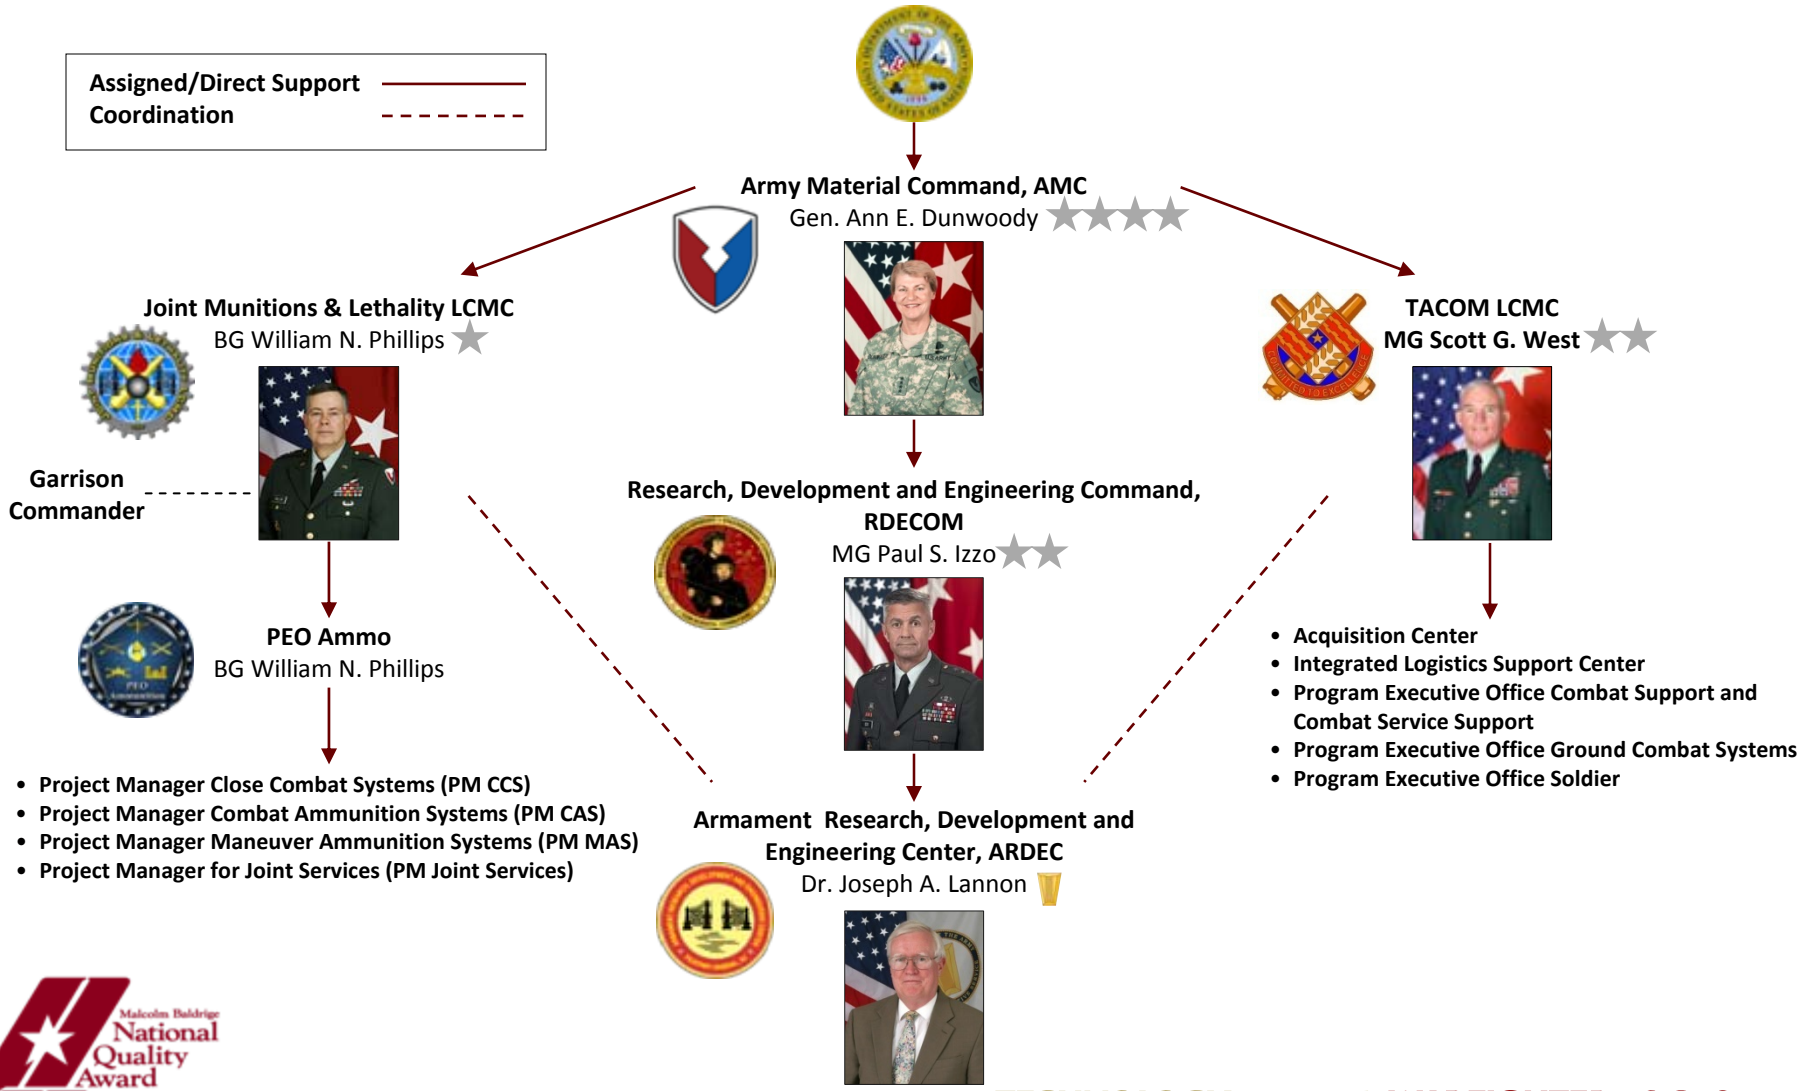 Assigned/Direct Support
Coordination
Army Material Command, AMC
Gen. Ann E. Dunwoody
Joint Munitions & Lethality LCMC
BG William N. Phillips
TACOM LCMC
MG Scott G. West
COMMITTED TO EXCELLENCE
Garrison
Commander
Research, Development and Engineering Command,
RDECOM
MG Paul S. Izzo
PEO Ammo
BG William N. Phillips
PEO
Ammunition
• Acquisition Center
• Integrated Logistics Support Center
• Program Executive Office Combat Support and
Combat Service Support
• Program Executive Office Ground Combat Systems
• Program Executive Office Soldier
• Project Manager Close Combat Systems (PM CCS)
• Project Manager Combat Ammunition Systems (PM CAS)
• Project Manager Maneuver Ammunition Systems (PM MAS)
• Project Manager for Joint Services (PM Joint Services)
Armament Research, Development and
Engineering Center, ARDEC
Dr. Joseph A. Lannon
Malcolm Baldrige
National
Quality
Award